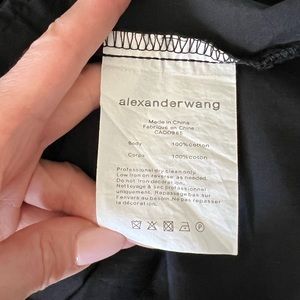 alexanderwang
Made in China
Fabriqué en Chine
Body 100%cotton
Corps 100%cotton
Professional dry clean only.
Low Iron on reverse as needed.
Do not Iron decoration.
Nettoyage à sec professionnel
uniquement. Repassage bas sur
l'envers au besoin. Ne pas repasser
la décoration.